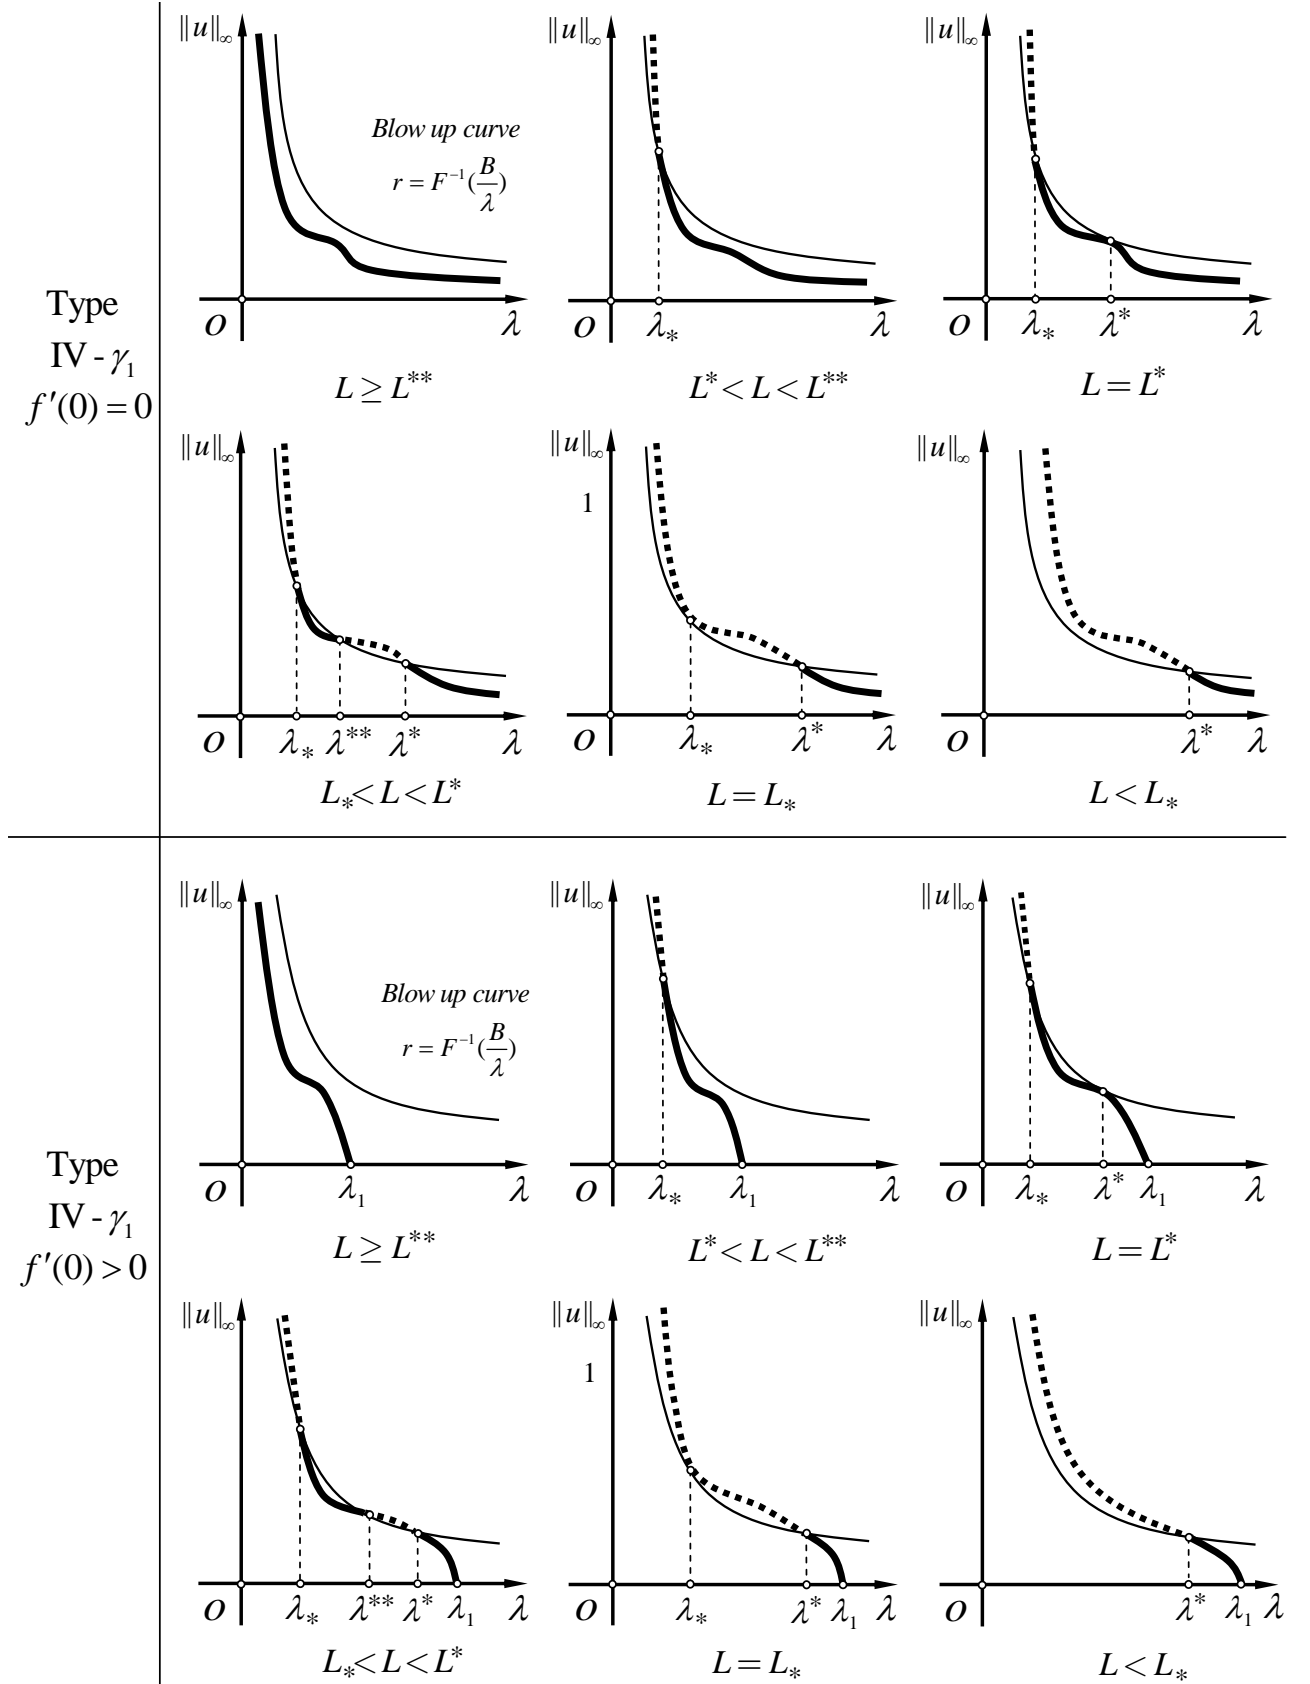 Type
IV - γ₁
f′(0) = 0
‖u‖∞
Blow up curve
r = F⁻¹(B/λ)
O λ
L ≥ L**
‖u‖∞
O λ* λ
L* < L < L**
‖u‖∞
O λ* λ* λ
L = L*
‖u‖∞
O λ* λ** λ* λ
L* < L < L*
‖u‖∞
1
O λ* λ* λ
L = L*
‖u‖∞
O λ* λ
L < L*
Type
IV - γ₁
f′(0) > 0
‖u‖∞
Blow up curve
r = F⁻¹(B/λ)
O λ₁ λ
L ≥ L**
‖u‖∞
O λ* λ₁ λ
L* < L < L**
‖u‖∞
O λ* λ* λ₁ λ
L = L*
‖u‖∞
O λ* λ** λ* λ₁ λ
L* < L < L*
‖u‖∞
1
O λ* λ* λ₁ λ
L = L*
‖u‖∞
O λ* λ₁ λ
L < L*